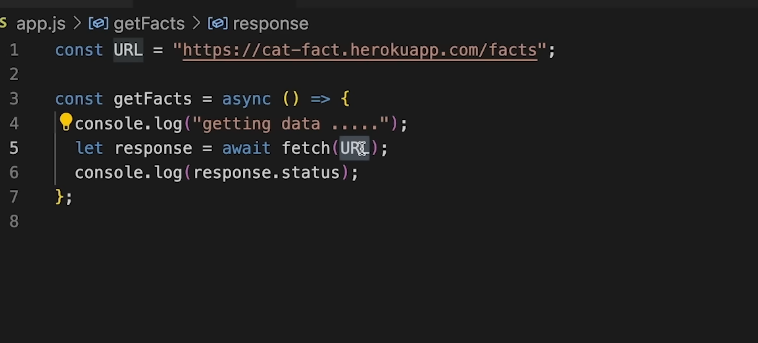 app.js > getFacts > response
1 const URL = "https://cat-fact.herokuapp.com/facts";
2
3 const getFacts = async () => {
4 console.log("getting data .....");
5 let response = await fetch(URL);
6 console.log(response.status);
7 };
8